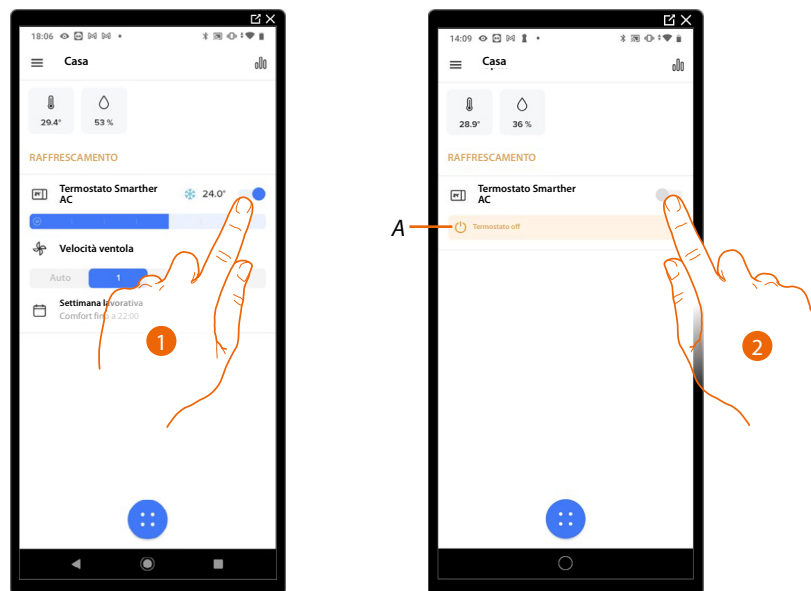 18:06
Casa
29.4°
53 %
RAFFRESCAMENTO
Termostato Smarther
AC
24.0°
Velocità ventola
Auto
1
Settimana lavorativa
Comfort fino a 22:00
1
14:09
Casa
28.9°
36 %
RAFFRESCAMENTO
Termostato Smarther
AC
A
Termostato off
2